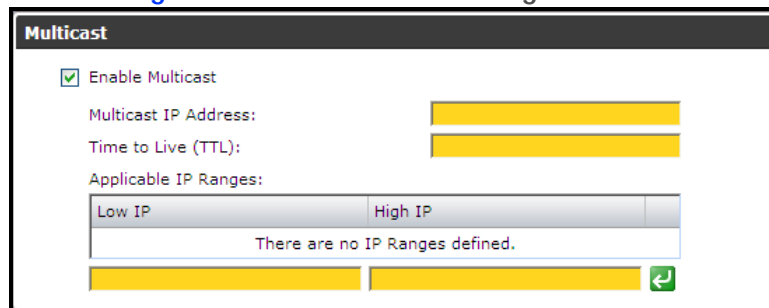 Multicast
Enable Multicast
Multicast IP Address:
Time to Live (TTL):
Applicable IP Ranges:
Low IP High IP
There are no IP Ranges defined.